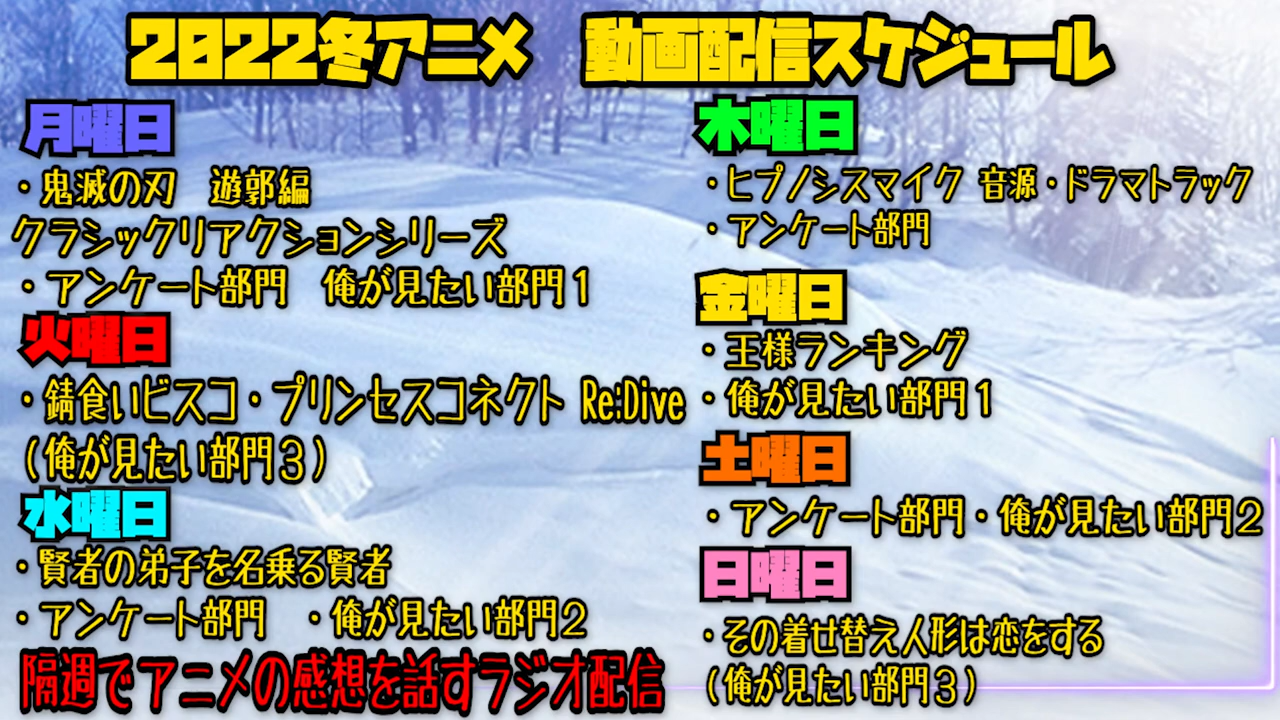 2022冬アニメ 動画配信スケジュール
月曜日
・鬼滅の刃 遊郭編
クラシックリアクションシリーズ
・アンケート部門 俺が見たい部門1
火曜日
・錆食いビスコ・プリンセスコネクト Re:Dive
(俺が見たい部門3)
水曜日
・賢者の弟子を名乗る賢者
・アンケート部門 ・俺が見たい部門2
隔週でアニメの感想を話すラジオ配信
木曜日
・ヒプノシスマイク 音源・ドラマトラック
・アンケート部門
金曜日
・王様ランキング
・俺が見たい部門1
土曜日
・アンケート部門・俺が見たい部門2
日曜日
・その着せ替え人形は恋をする
(俺が見たい部門3)